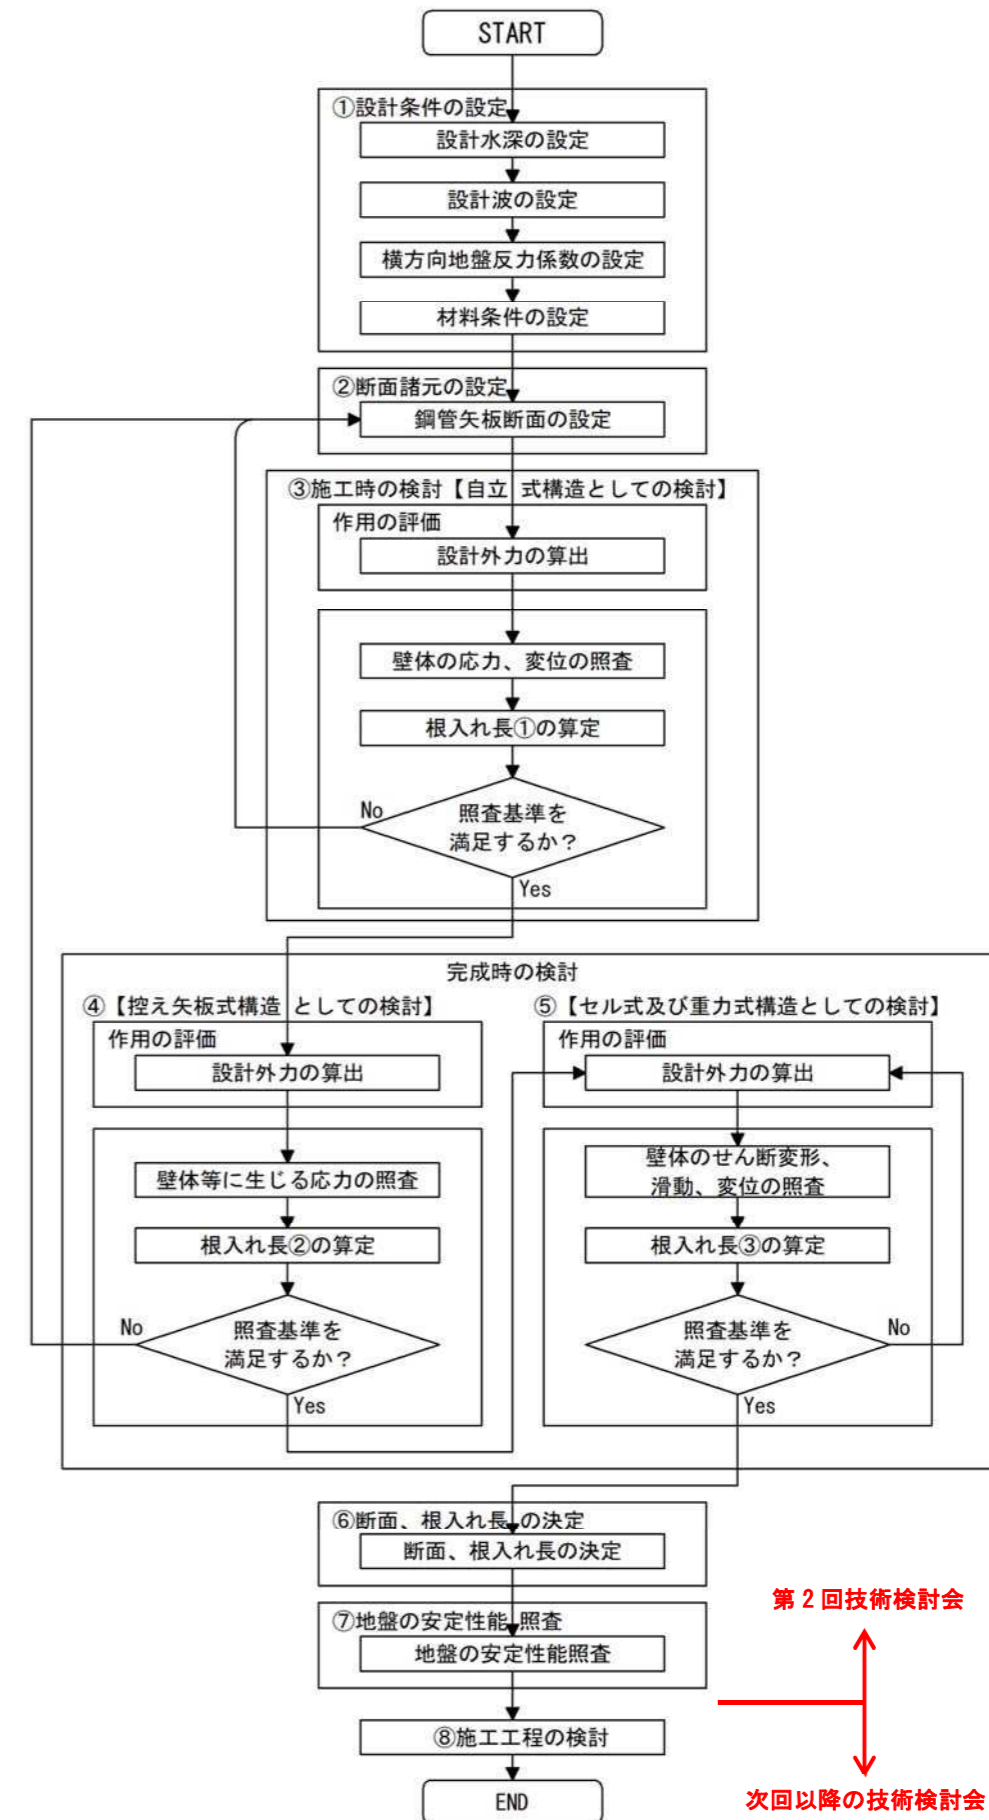 START
①設計条件の設定
設計水深の設定
設計波の設定
横方向地盤反力係数の設定
材料条件の設定
②断面諸元の設定
鋼管矢板断面の設定
③施工時の検討【自立 式構造としての検討】
作用の評価
設計外力の算出
壁体の応力、変位の照査
根入れ長①の算定
No
照査基準を
満足するか？
Yes
完成時の検討
④【控え矢板式構造 としての検討】
作用の評価
設計外力の算出
壁体等に生じる応力の照査
根入れ長②の算定
No
照査基準を
満足するか？
Yes
⑤【セル式及び重力式構造としての検討】
作用の評価
設計外力の算出
壁体のせん断変形、
滑動、変位の照査
根入れ長③の算定
照査基準を
満足するか？
No
Yes
⑥断面、根入れ長 の決定
断面、根入れ長の決定
⑦地盤の安定性能 照査
地盤の安定性能照査
⑧施工工程の検討
END
第2回技術検討会
次回以降の技術検討会